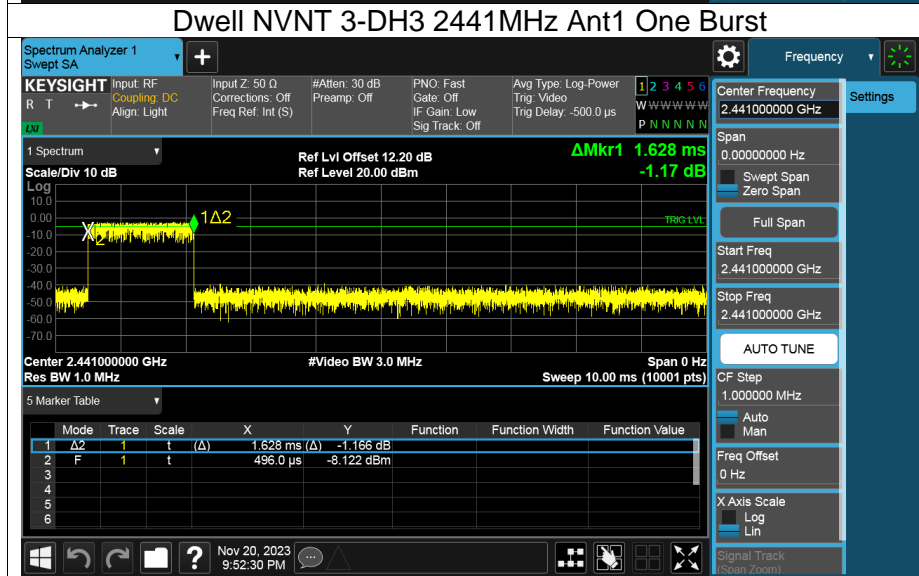 Dwell NVNT 3-DH3 2441MHz Ant1 One Burst
Spectrum Analyzer 1
Swept SA
+
Frequency
KEYSIGHT
R T
LXI
Input: RF
Coupling: DC
Align: Light
Input Z: 50 Ω
Corrections: Off
Freq Ref: Int (S)
#Atten: 30 dB
Preamp: Off
PNO: Fast
Gate: Off
IF Gain: Low
Sig Track: Off
Avg Type: Log-Power
Trig: Video
Trig Delay: -500.0 µs
1 2 3 4 5 6
W W W W W W
P N N N N N
Center Frequency
2.441000000 GHz
Settings
1 Spectrum
Scale/Div 10 dB
Ref Lvl Offset 12.20 dB
Ref Level 20.00 dBm
ΔMkr1 1.628 ms
-1.17 dB
Log
10.0
0.00
-10.0
-20.0
-30.0
-40.0
-50.0
-60.0
-70.0
X2
1Δ2
TRIG LVL
Center 2.441000000 GHz
Res BW 1.0 MHz
#Video BW 3.0 MHz
Span 0 Hz
Sweep 10.00 ms (10001 pts)
Span
0.00000000 Hz
Swept Span
Zero Span
Full Span
Start Freq
2.441000000 GHz
Stop Freq
2.441000000 GHz
AUTO TUNE
CF Step
1.000000 MHz
Auto
Man
Freq Offset
0 Hz
X Axis Scale
Log
Lin
Signal Track
(Span Zoom)
5 Marker Table
Mode Trace Scale X Y Function Function Width Function Value
1 Δ2 1 t (Δ) 1.628 ms (Δ) -1.166 dB
2 F 1 t 496.0 µs -8.122 dBm
3
4
5
6
?
Nov 20, 2023
9:52:30 PM